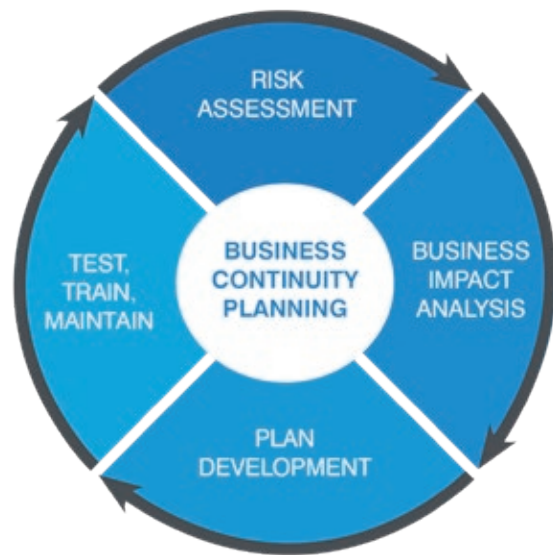 RISK
ASSESSMENT
BUSINESS
IMPACT
ANALYSIS
PLAN
DEVELOPMENT
TEST,
TRAIN,
MAINTAIN
BUSINESS
CONTINUITY
PLANNING